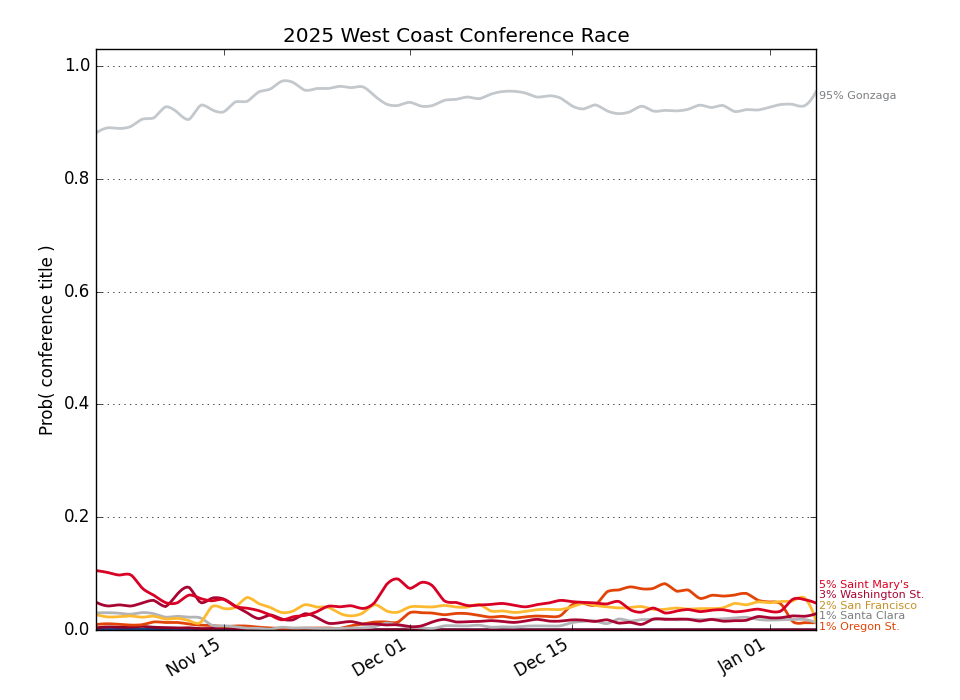 2025 West Coast Conference Race
Prob( conference title )
1.0
0.8
0.6
0.4
0.2
0.0
Nov 15
Dec 01
Dec 15
Jan 01
95% Gonzaga
5% Saint Mary's
3% Washington St.
2% San Francisco
1% Santa Clara
1% Oregon St.